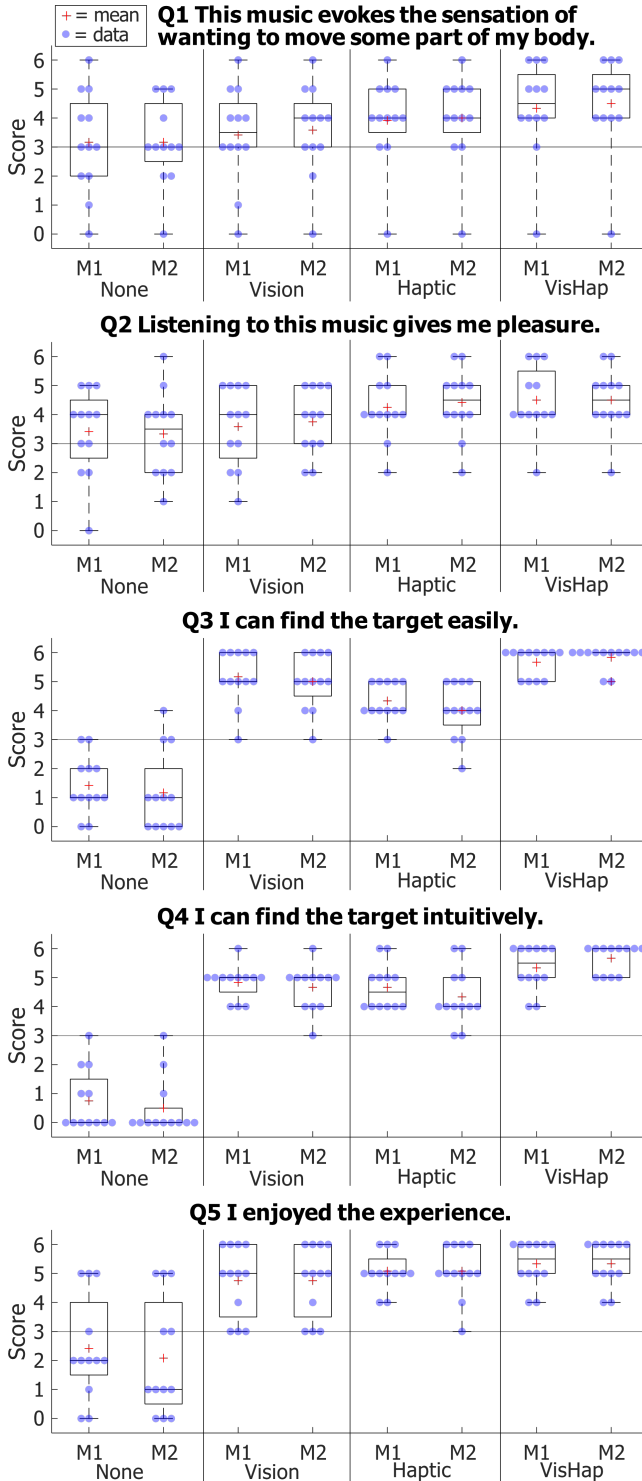 + = mean
= data
Q1 This music evokes the sensation of
wanting to move some part of my body.
Score
6
5
4
3
2
1
0
M1 M2 M1 M2 M1 M2 M1 M2
None Vision Haptic VisHap
Q2 Listening to this music gives me pleasure.
Score
6
5
4
3
2
1
0
M1 M2 M1 M2 M1 M2 M1 M2
None Vision Haptic VisHap
Q3 I can find the target easily.
Score
6
5
4
3
2
1
0
M1 M2 M1 M2 M1 M2 M1 M2
None Vision Haptic VisHap
Q4 I can find the target intuitively.
Score
6
5
4
3
2
1
0
M1 M2 M1 M2 M1 M2 M1 M2
None Vision Haptic VisHap
Q5 I enjoyed the experience.
Score
6
5
4
3
2
1
0
M1 M2 M1 M2 M1 M2 M1 M2
None Vision Haptic VisHap